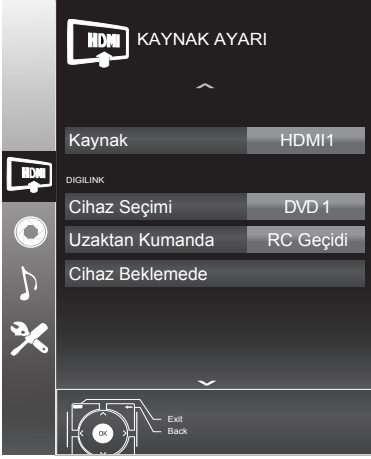 HDMI KAYNAK AYARI
Kaynak HDMI1
HDMI
DIGILINK
Cihaz Seçimi DVD 1
Uzaktan Kumanda RC Geçidi
Cihaz Beklemede
Exit
Back
OK